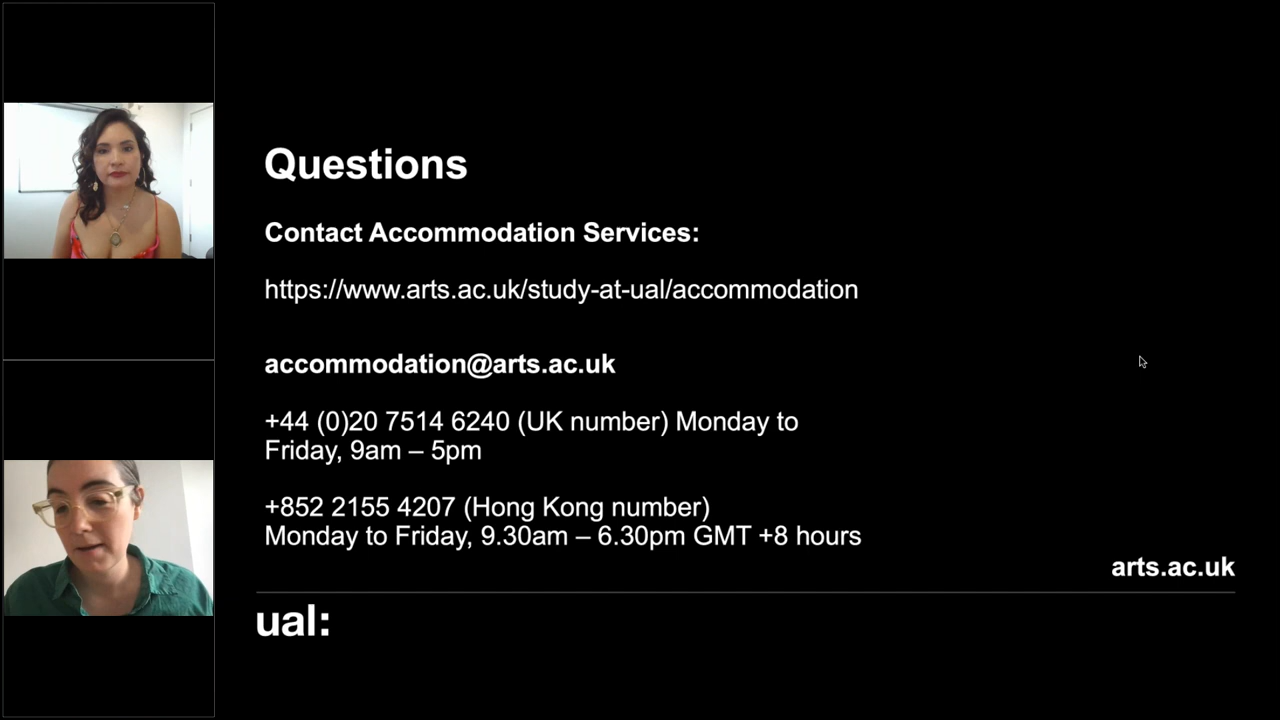 Questions
Contact Accommodation Services:
https://www.arts.ac.uk/study-at-ual/accommodation
accommodation@arts.ac.uk
+44 (0)20 7514 6240 (UK number) Monday to
Friday, 9am – 5pm
+852 2155 4207 (Hong Kong number)
Monday to Friday, 9.30am – 6.30pm GMT +8 hours
arts.ac.uk
ual: